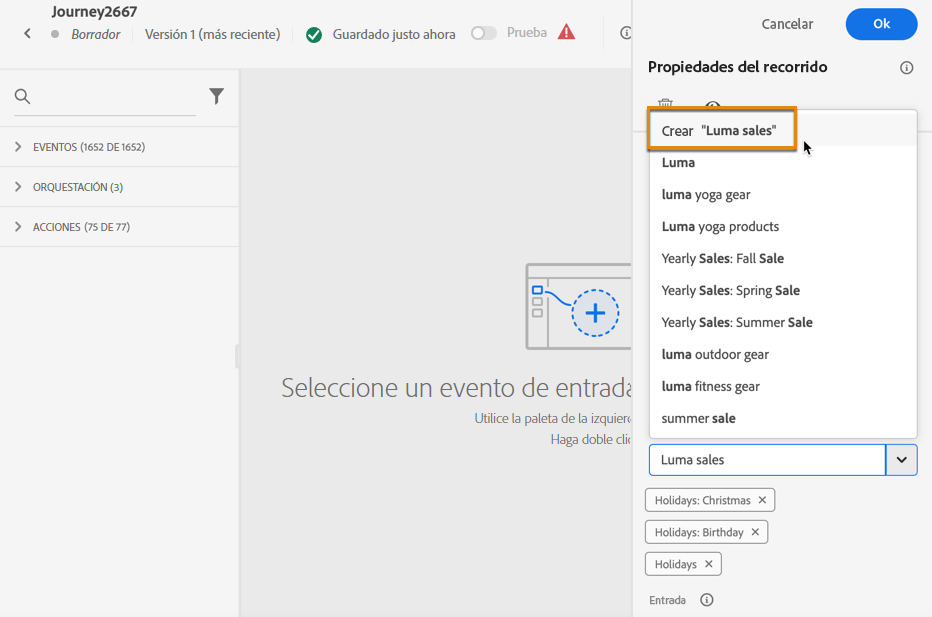 Journey2667
Borrador
Versión 1 (más reciente)
Guardado justo ahora
Prueba
Cancelar
Ok
Propiedades del recorrido
EVENTOS (1652 DE 1652)
ORQUESTACIÓN (3)
ACCIONES (75 DE 77)
Seleccione un evento de entrada
Utilice la paleta de la izquier
Haga doble clic
Crear "Luma sales"
Luma
luma yoga gear
Luma yoga products
Yearly Sales: Fall Sale
Yearly Sales: Spring Sale
Yearly Sales: Summer Sale
luma outdoor gear
luma fitness gear
summer sale
Luma sales
Holidays: Christmas
Holidays: Birthday
Holidays
Entrada